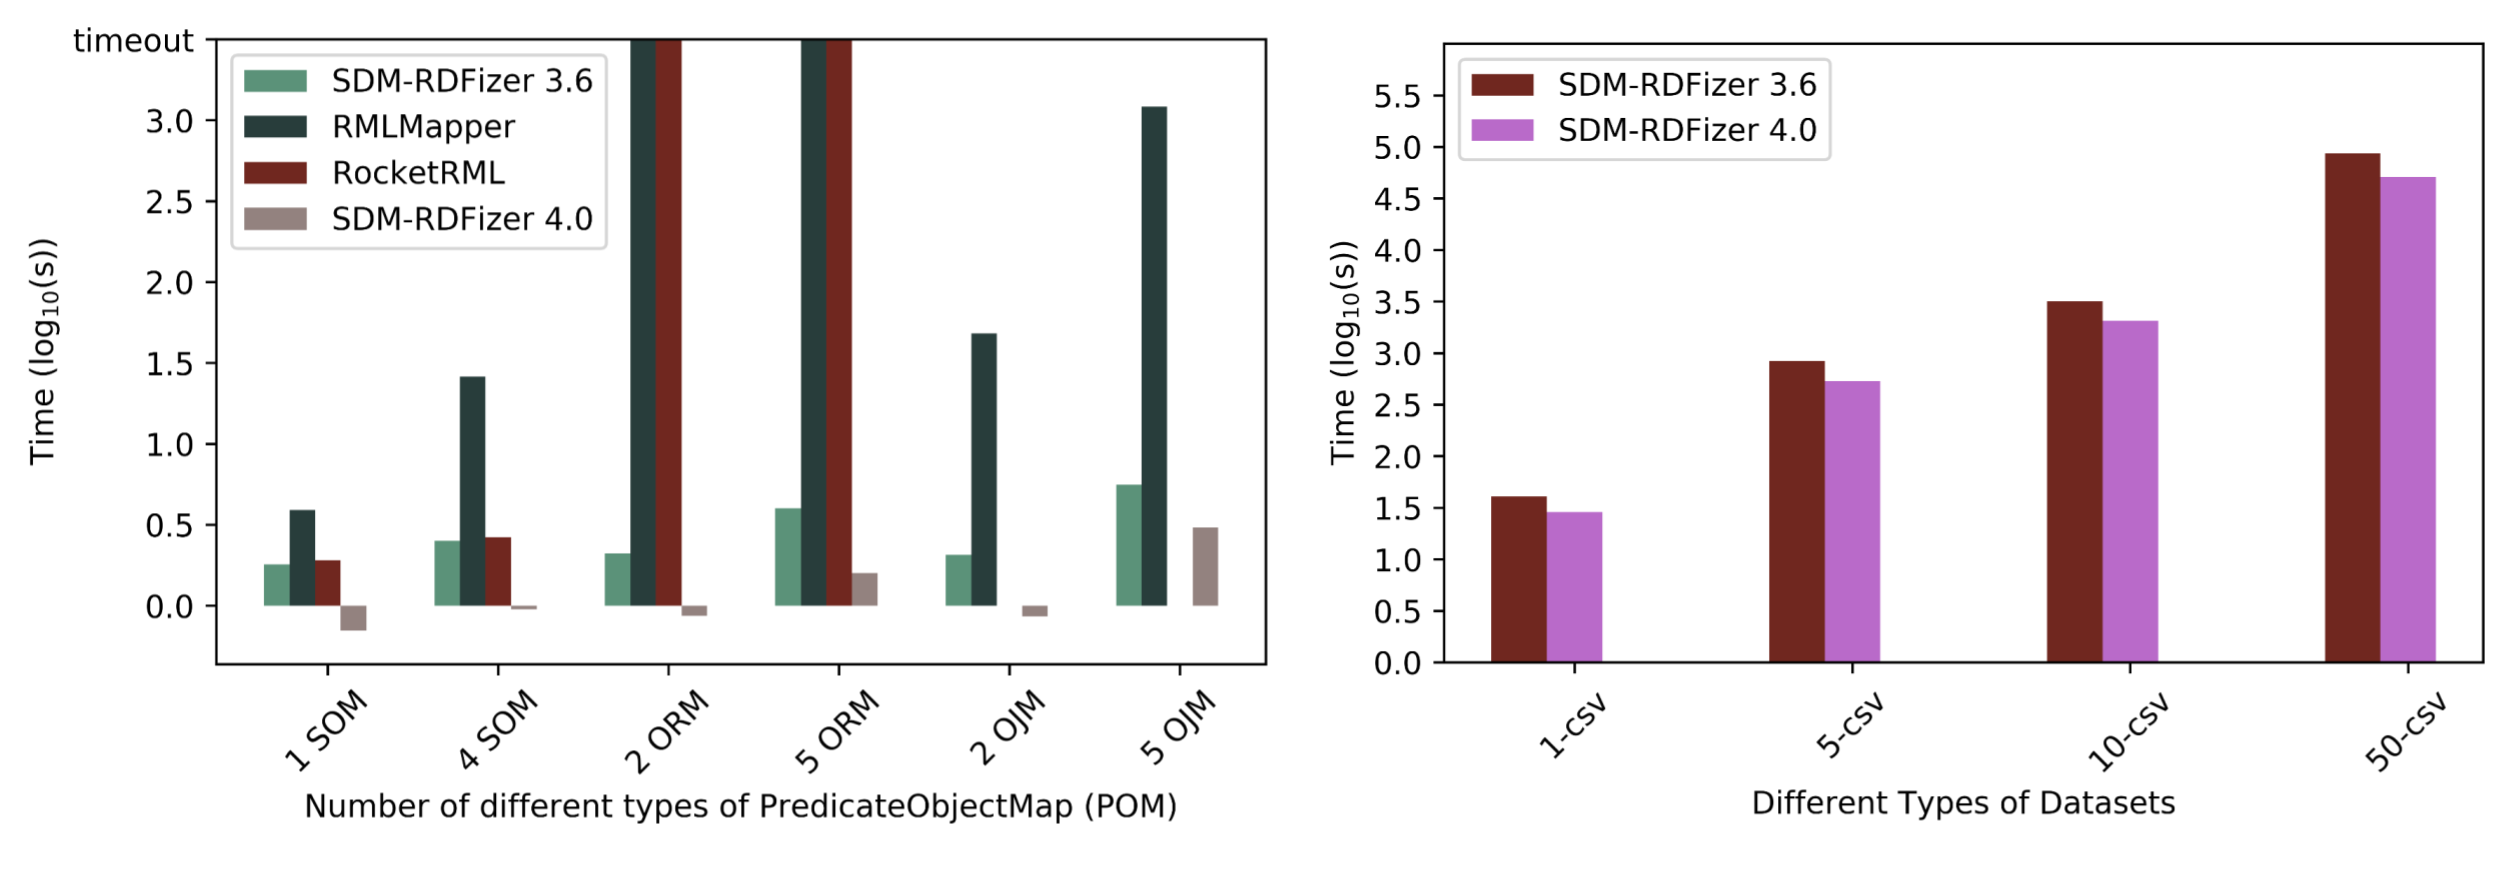 timeout
3.0
2.5
2.0
1.5
1.0
0.5
0.0
Time (log10(s))
SDM-RDFizer 3.6
RMLMapper
RocketRML
SDM-RDFizer 4.0
1 SOM
4 SOM
2 ORM
5 ORM
2 OJM
5 OJM
Number of different types of PredicateObjectMap (POM)
5.5
5.0
4.5
4.0
3.5
3.0
2.5
2.0
1.5
1.0
0.5
0.0
Time (log10(s))
SDM-RDFizer 3.6
SDM-RDFizer 4.0
1-csv
5-csv
10-csv
50-csv
Different Types of Datasets